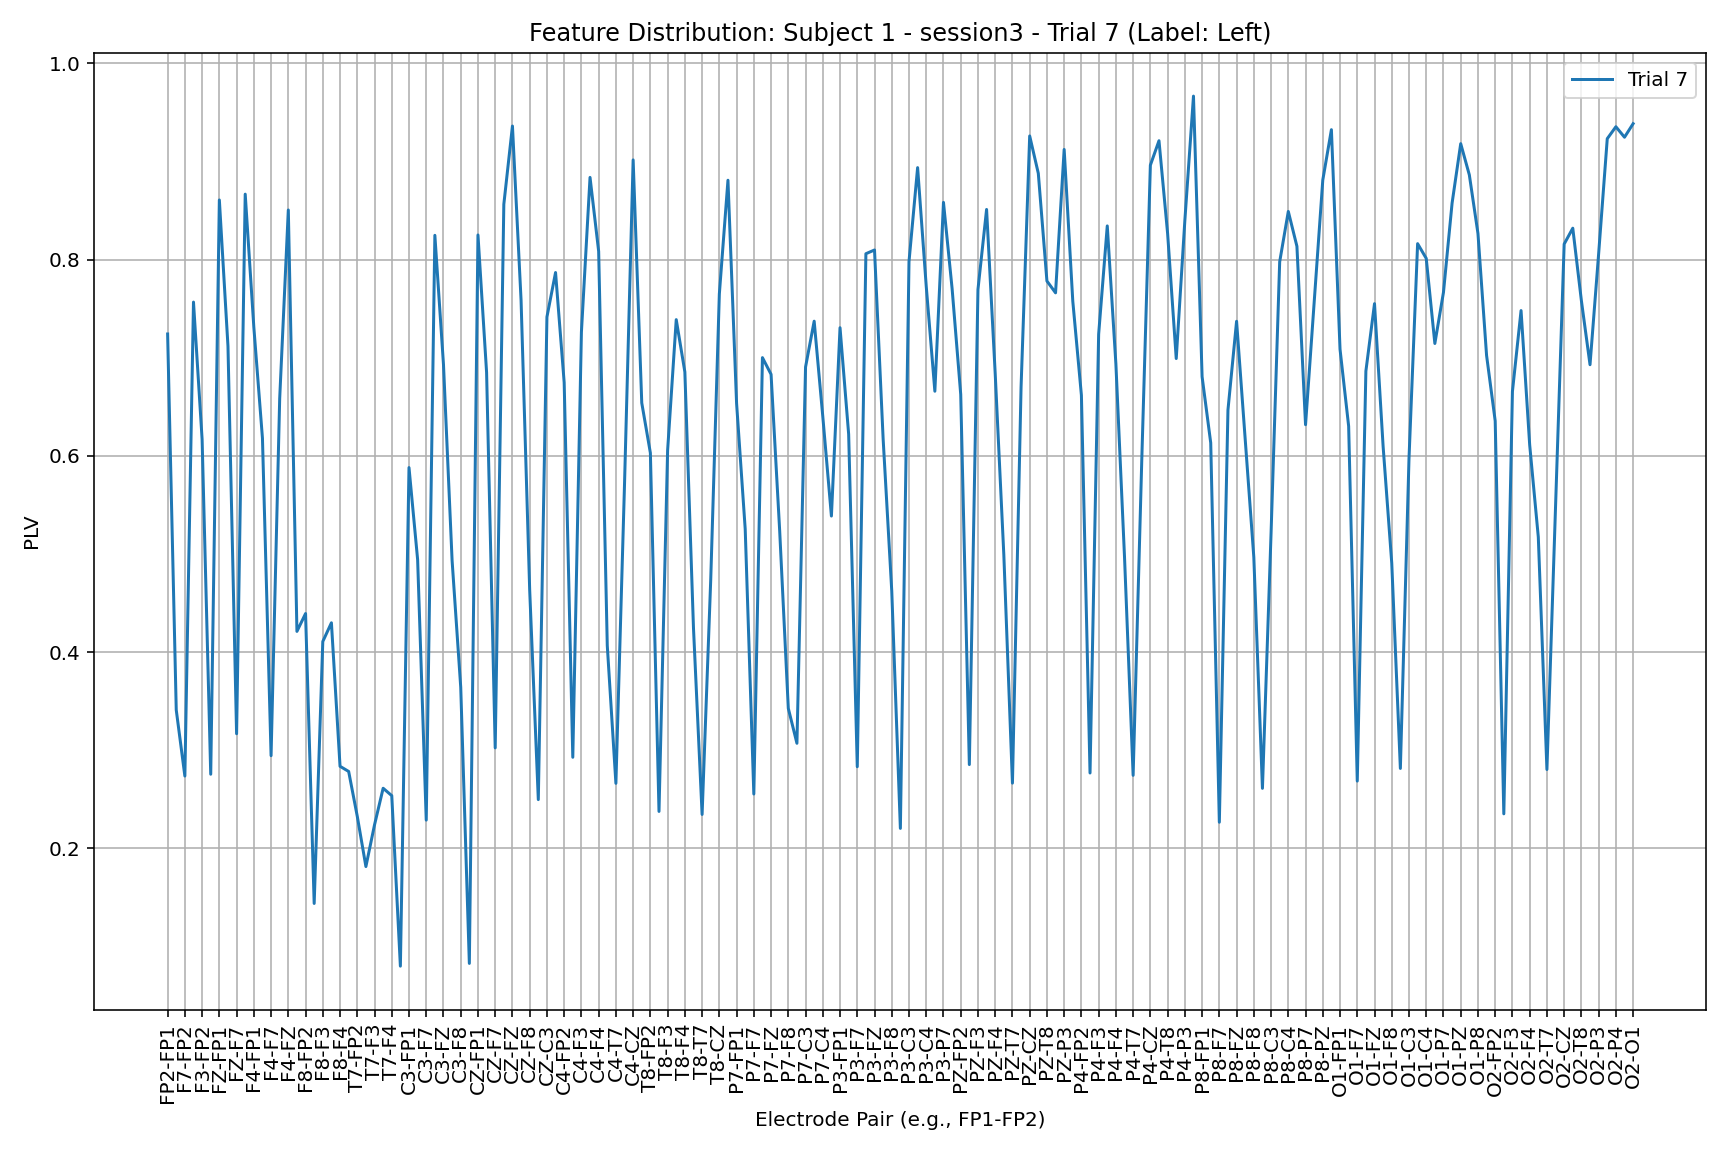 Feature Distribution: Subject 1 - session3 - Trial 7 (Label: Left)
Trial 7
1.0
0.8
0.6
0.4
0.2
PLV
FP2-FP1
F7-FP2
F3-FP2
FZ-FP1
FZ-F7
F4-FP1
F4-F7
F4-FZ
F8-FP2
F8-F3
F8-F4
T7-FP2
T7-F3
T7-F4
C3-FP1
C3-F7
C3-FZ
C3-F8
CZ-FP1
CZ-F7
CZ-FZ
CZ-F8
CZ-C3
C4-FP2
C4-F3
C4-F4
C4-T7
C4-CZ
T8-FP2
T8-F3
T8-F4
T8-T7
T8-CZ
P7-FP1
P7-F7
P7-FZ
P7-F8
P7-C3
P7-C4
P3-FP1
P3-F7
P3-FZ
P3-F8
P3-C3
P3-C4
P3-P7
PZ-FP2
PZ-F3
PZ-F4
PZ-T7
PZ-CZ
PZ-T8
PZ-P3
P4-FP2
P4-F3
P4-F4
P4-T7
P4-CZ
P4-T8
P4-P3
P8-FP1
P8-F7
P8-FZ
P8-F8
P8-C3
P8-C4
P8-P7
P8-PZ
O1-FP1
O1-F7
O1-FZ
O1-F8
O1-C3
O1-C4
O1-P7
O1-PZ
O1-P8
O2-FP2
O2-F3
O2-F4
O2-T7
O2-CZ
O2-T8
O2-P3
O2-P4
O2-O1
Electrode Pair (e.g., FP1-FP2)